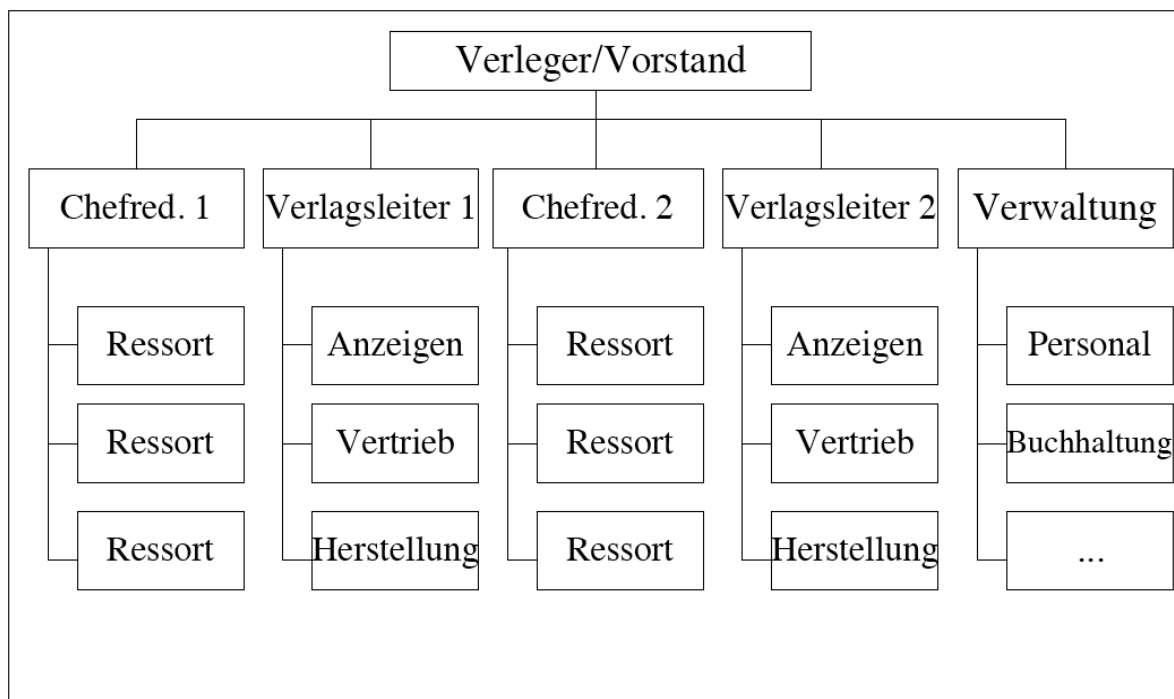 Verleger/Vorstand
Chefred. 1
Verlagsleiter 1
Chefred. 2
Verlagsleiter 2
Verwaltung
Ressort
Anzeigen
Ressort
Anzeigen
Personal
Ressort
Vertrieb
Ressort
Vertrieb
Buchhaltung
Ressort
Herstellung
Ressort
Herstellung
...